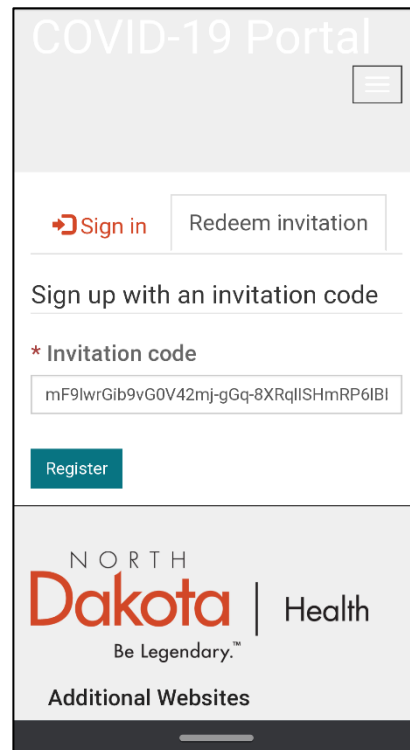 COVID-19 Portal
Sign in
Redeem invitation
Sign up with an invitation code
* Invitation code
Register
NORTH
Dakota | Health
Be Legendary.™
Additional Websites